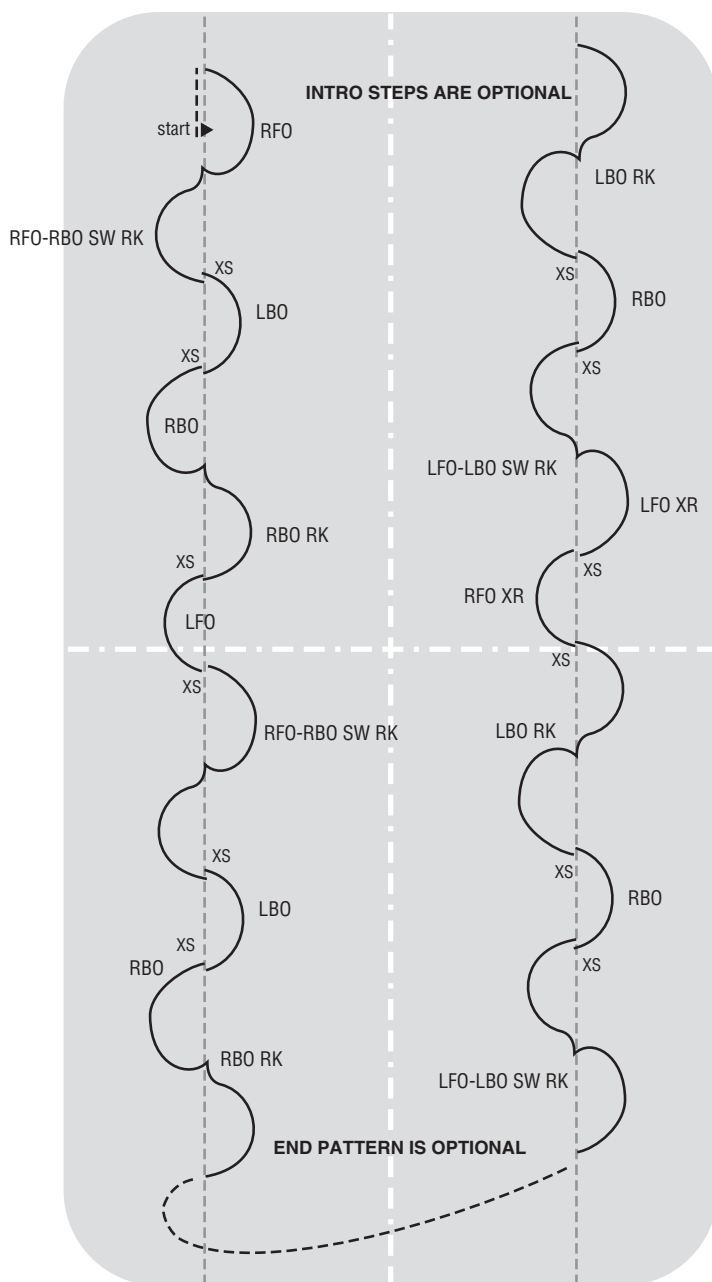 INTRO STEPS ARE OPTIONAL
start
RFO
RFO-RBO SW RK
XS
LBO
XS
RBO
RBO RK
XS
LFO
XS
RFO-RBO SW RK
XS
LBO
XS
RBO
RBO RK
END PATTERN IS OPTIONAL
LFO-LBO SW RK
XS
RBO
XS
LBO RK
XS
RFO XR
XS
LFO XR
LFO-LBO SW RK
XS
RBO
XS
LBO RK